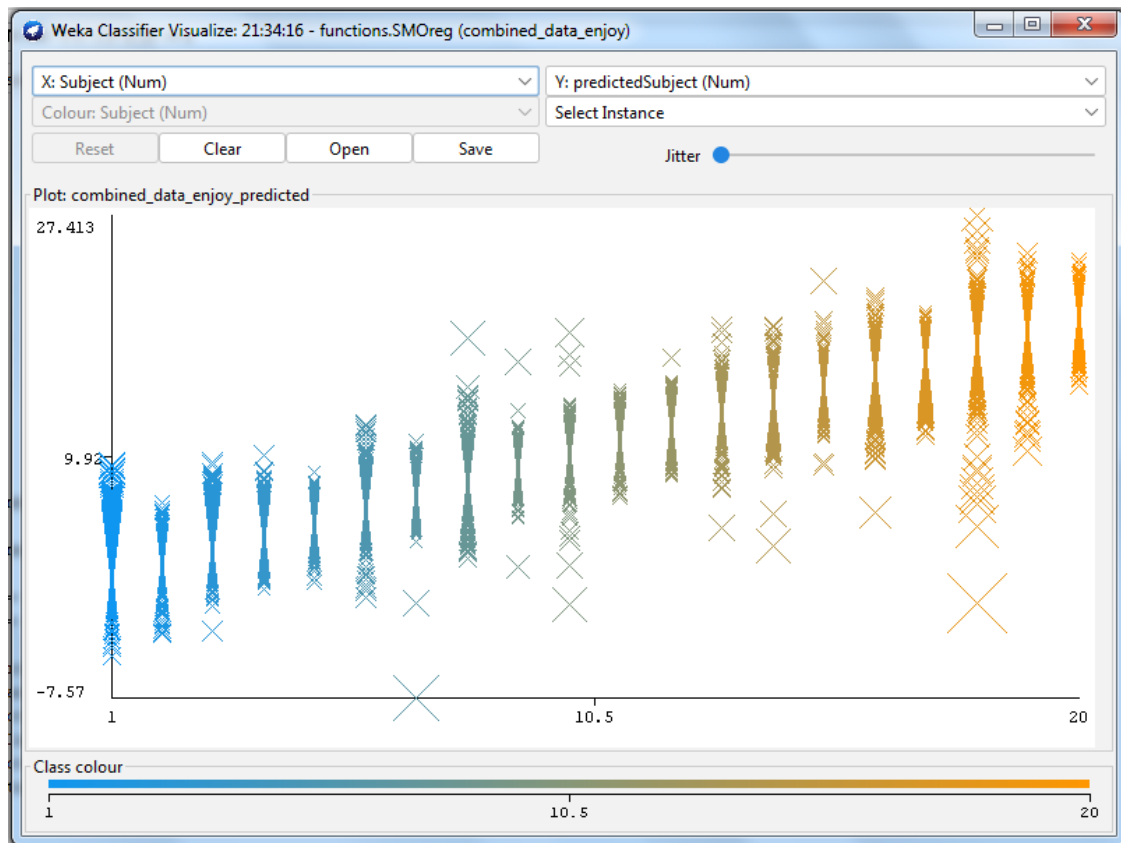 Weka Classifier Visualize: 21:34:16 - functions.SMOreg (combined_data_enjoy)
X: Subject (Num)
Y: predictedSubject (Num)
Colour: Subject (Num)
Select Instance
Reset
Clear
Open
Save
Jitter
Plot: combined_data_enjoy_predicted
27.413
9.92
-7.57
1
10.5
20
Class colour
1
10.5
20